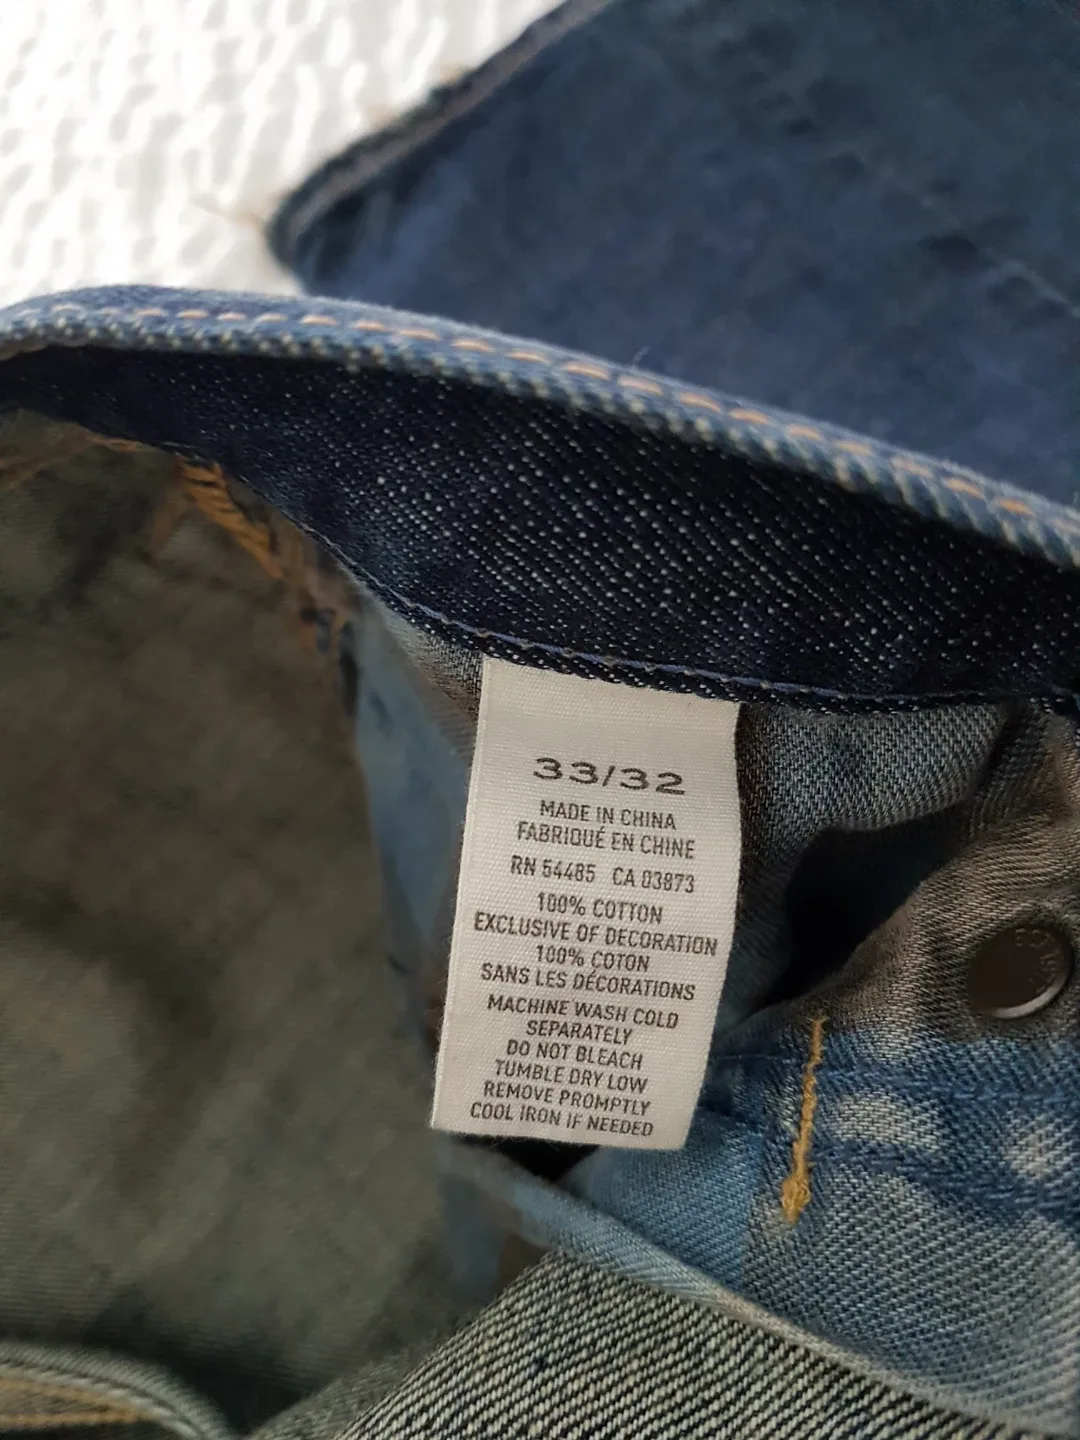 33/32
MADE IN CHINA
FABRIQUÉ EN CHINE
RN 54485 CA 03873
100% COTTON
EXCLUSIVE OF DECORATION
100% COTON
SANS LES DÉCORATIONS
MACHINE WASH COLD
SEPARATELY
DO NOT BLEACH
TUMBLE DRY LOW
REMOVE PROMPTLY
COOL IRON IF NEEDED